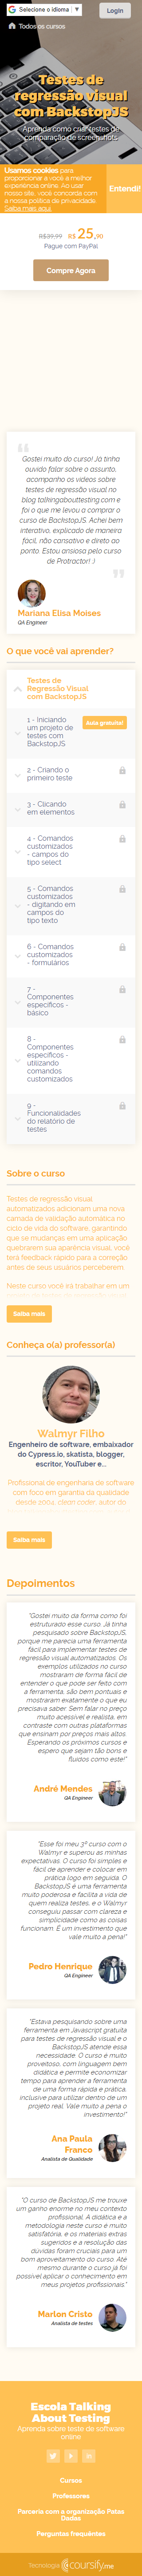 Selecione o idioma ▼
Login
Todos os cursos
Testes de
regressão visual
com BackstopJS
Aprenda como criar testes de
comparação de screenshots
Usamos cookies para
proporcionar a você a melhor
experiência online. Ao usar
nosso site, você concorda com
a nossa política de privacidade
Saiba mais aqui.
Entendi!
R$39,99 R$ 25,90
Pague com PayPal
Compre Agora
Gostei muito do curso! Já tinha
ouvido falar sobre o assunto,
acompanho os vídeos sobre
testes de regressão visual no
blog talkingabouttesting.com e
foi o que me levou a comprar o
curso de BackstopJS. Achei bem
interativo, explicado de maneira
fácil, não cansativo e direto ao
ponto. Estou ansiosa pelo curso
de Protractor! :)
Mariana Elisa Moises
QA Engineer
O que você vai aprender?
Testes de
Regressão Visual
com BackstopJS
1 - Iniciando
um projeto de
testes com
BackstopJS
Aula gratuita!
2 - Criando o
primeiro teste
3 - Clicando
em elementos
4 - Comandos
customizados
- campos do
tipo select
5 - Comandos
customizados
- digitando em
campos do
tipo texto
6 - Comandos
customizados
- formulários
7 -
Componentes
específicos -
básico
8 -
Componentes
específicos -
utilizando
comandos
customizados
9 -
Funcionalidades
do relatório de
testes
Sobre o curso
Testes de regressão visual
automatizados adicionam uma nova
camada de validação automática no
ciclo de vida do software, garantindo
que se mudanças em uma aplicação
quebrarem sua aparência visual, você
terá feedback rápido para a correção
antes de seus usuários perceberem.
Neste curso você irá trabalhar em um
Saiba mais
Conheça o(a) professor(a)
Walmyr Filho
Engenheiro de software, embaixador
do Cypress.io, skatista, blogger,
escritor, YouTuber e...
Profissional de engenharia de software
com foco em garantia da qualidade
desde 2004, clean coder, autor do
Saiba mais
Depoimentos
"Gostei muito da forma como foi
estruturado esse curso. Já tinha
pesquisado sobre BackstopJS,
porque me parecia uma ferramenta
fácil para implementar testes de
regressão visual automatizados. Os
exemplos utilizados no curso
mostraram de forma fácil de
entender o que pode ser feito com
a ferramenta, são bem pontuais e
mostraram exatamente o que eu
precisava saber. Sem falar no preço
muito acessível e realista, em
contraste com outras plataformas
que ensinam por preços mais altos.
Esperando os próximos cursos e
espero que sejam tão bons e
fluídos como este!"
André Mendes
QA Engineer
"Esse foi meu 3º curso com o
Walmyr e superou as minhas
expectativas. O curso foi simples e
fácil de aprender e colocar em
prática logo em seguida. O
BackstopJS é uma ferramenta
muito poderosa e facilita a vida de
quem realiza testes, e o Walmyr
conseguiu passar com clareza e
simplicidade como as coisas
funcionam. É um investimento que
vale muito a pena!"
Pedro Henrique
QA Engineer
"Estava pesquisando sobre uma
ferramenta em Javascript gratuita
para testes de regressão visual e o
BackstopJS atende essa
necessidade. O curso é muito
proveitoso, com linguagem bem
didática e permite economizar
tempo para aprender a ferramenta
de uma forma rápida e prática,
inclusive para utilizar dentro de um
projeto real. Vale muito a pena o
investimento!"
Ana Paula
Franco
Analista de Qualidade
"O curso de BackstopJS me trouxe
um ganho enorme no meu contexto
profissional. A didática e a
metodologia neste curso é muito
satisfatória, e os materiais extras
sugeridos e a resolução das
dúvidas foram cruciais para um
bom aproveitamento do curso. Até
mesmo durante o curso já foi
possível aplicar o conhecimento em
meus projetos profissionais."
Marlon Cristo
Analista de testes
Escola Talking
About Testing
Aprenda sobre teste de software
online
Cursos
Professores
Parceria com a organização Patas
Dadas
Perguntas frequentes
Tecnologia coursify.me